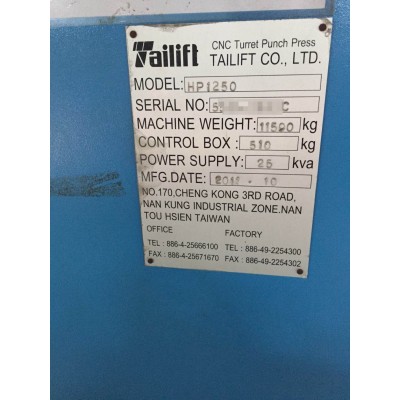 Tailift
CNC Turret Punch Press
TAILIFT CO., LTD.
MODEL: HP1250
SERIAL NO:
MACHINE WEIGHT: 11500 kg
CONTROL BOX : 510 kg
POWER SUPPLY: 25 kva
MFG.DATE: 2011 - 10
NO.170,CHENG KONG 3RD ROAD,
NAN KUNG INDUSTRIAL ZONE.NAN
TOU HSIEN TAIWAN
OFFICE FACTORY
TEL : 886-4-25666100 TEL : 886-49-2254300
FAX : 886-4-25671670 FAX : 886-49-2254302